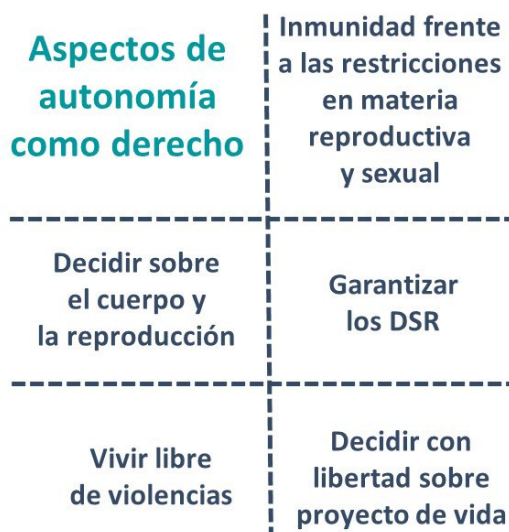 Aspectos de
autonomía
como derecho
Inmunidad frente
a las restricciones
en materia
reproductiva
y sexual
Decidir sobre
el cuerpo y
la reproducción
Garantizar
los DSR
Vivir libre
de violencias
Decidir con
libertad sobre
proyecto de vida